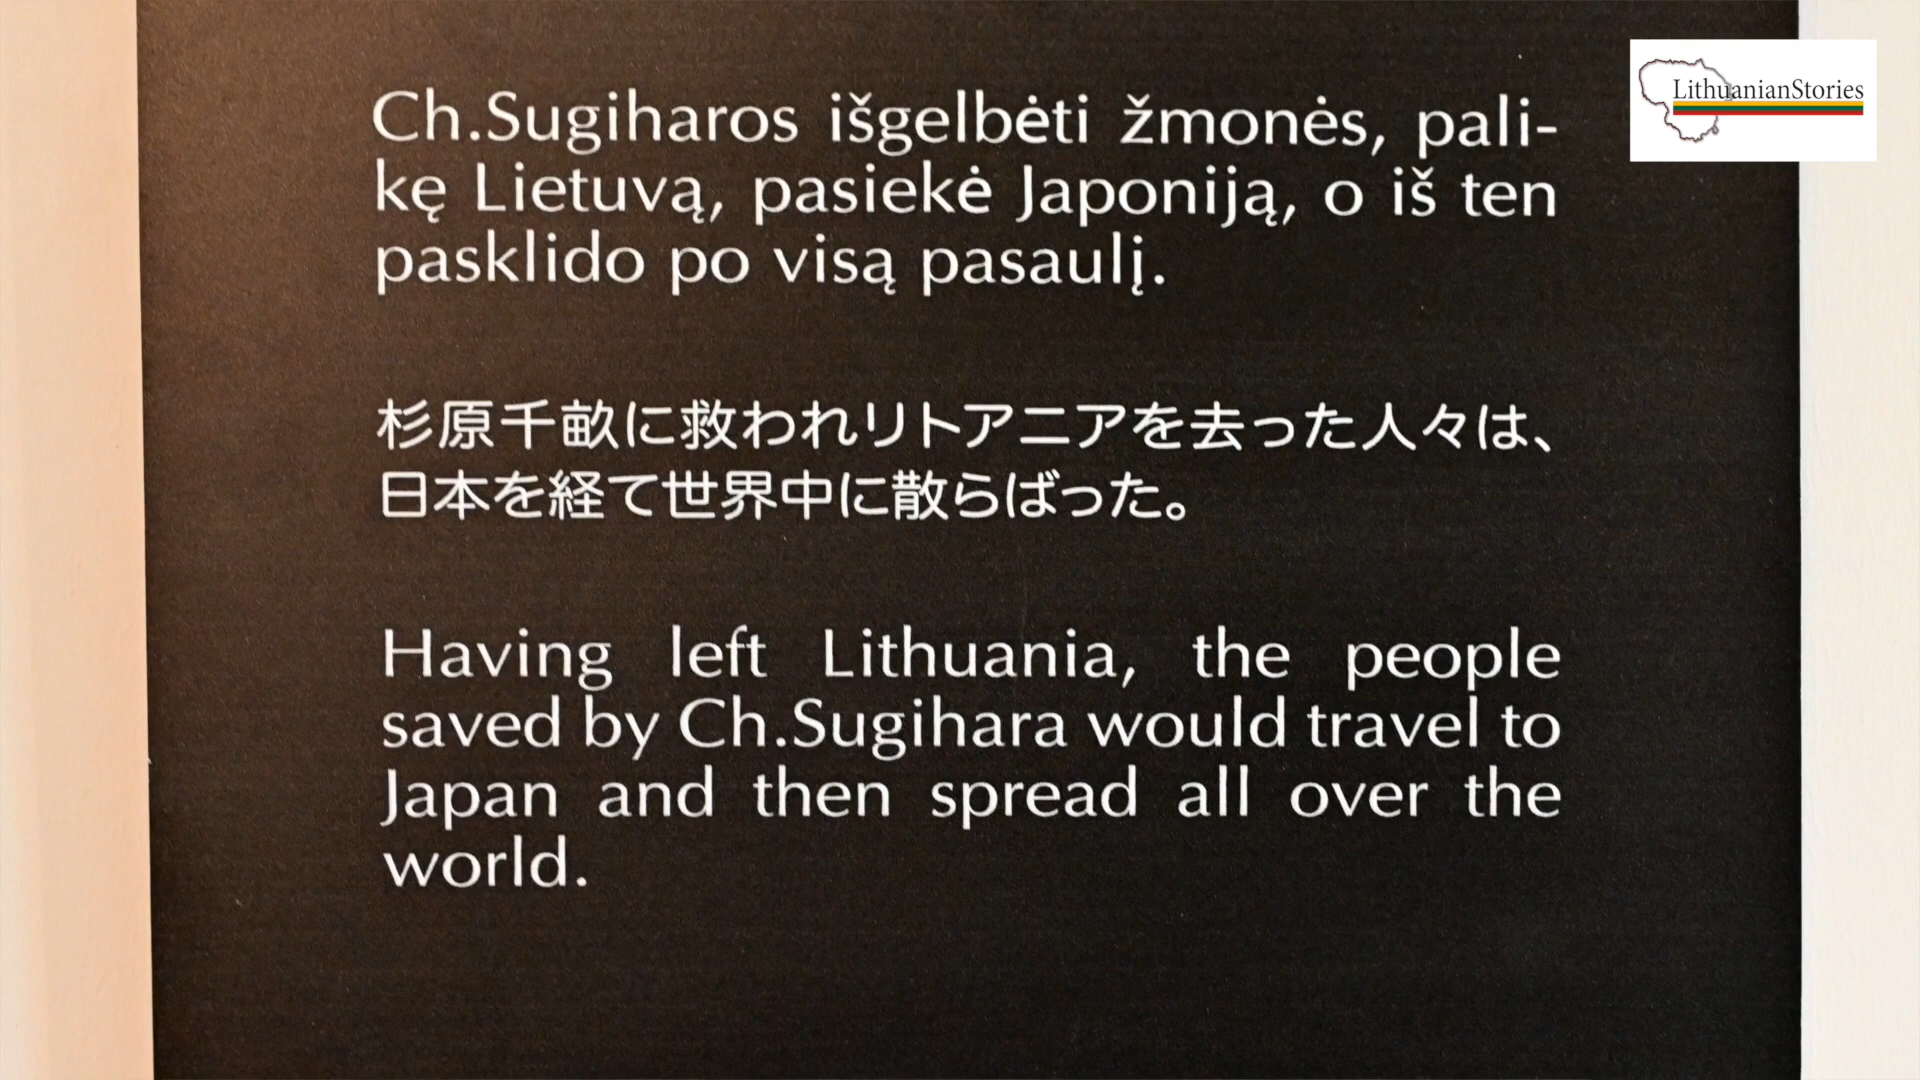 LithuanianStories
Ch.Sugiharos išgelbėti žmonės, pali-
kę Lietuvą, pasiekė Japoniją, o iš ten
pasklido po visą pasaulį.
杉原千畝に救われリトアニアを去った人々は、
日本を経て世界中に散らばった。
Having left Lithuania, the people
saved by Ch.Sugihara would travel to
Japan and then spread all over the
world.